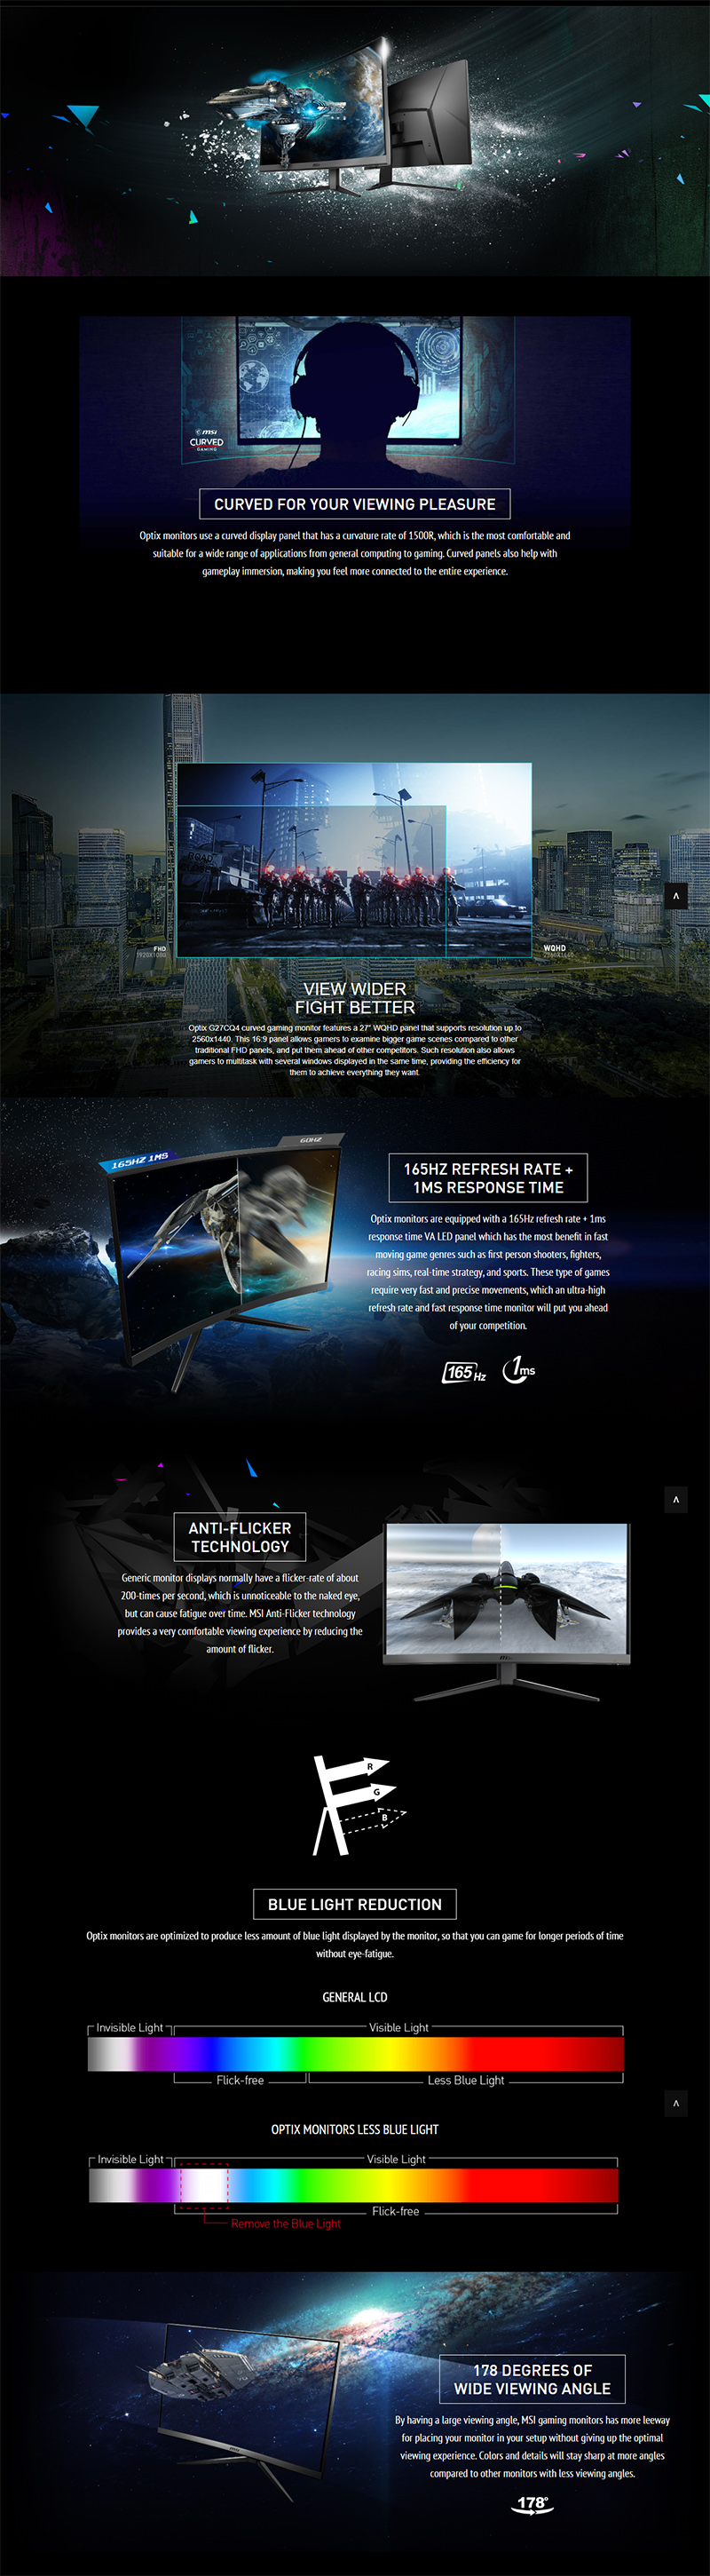 msi
CURVED
GAMING
CURVED FOR YOUR VIEWING PLEASURE
Optix monitors use a curved display panel that has a curvature rate of 1500R, which is the most comfortable and
suitable for a wide range of applications from general computing to gaming. Curved panels also help with
gameplay immersion, making you feel more connected to the entire experience.
ROAD
FHD
1920X1080
WQHD
2560X1440
VIEW WIDER
FIGHT BETTER
Optix G27CQ4 curved gaming monitor features a 27" WQHD panel that supports resolution up to
2560x1440. This 16:9 panel allows gamers to examine bigger game scenes compared to other
traditional FHD panels, and put them ahead of other competitors. Such resolution also allows
gamers to multitask with several windows displayed in the same time, providing the efficiency for
them to achieve everything they want.
165HZ 1MS
60HZ
165HZ REFRESH RATE +
1MS RESPONSE TIME
Optix monitors are equipped with a 165Hz refresh rate + 1ms
response time VA LED panel which has the most benefit in fast
moving game genres such as first person shooters, fighters,
racing sims, real-time strategy, and sports. These type of games
require very fast and precise movements, which an ultra-high
refresh rate and fast response time monitor will put you ahead
of your competition.
165 Hz
1ms
ANTI-FLICKER
TECHNOLOGY
Generic monitor displays normally have a flicker-rate of about
200-times per second, which is unnoticeable to the naked eye,
but can cause fatigue over time. MSI Anti-Flicker technology
provides a very comfortable viewing experience by reducing the
amount of flicker.
msi
R
G
B
BLUE LIGHT REDUCTION
Optix monitors are optimized to produce less amount of blue light displayed by the monitor, so that you can game for longer periods of time
without eye-fatigue.
GENERAL LCD
Invisible Light
Visible Light
Flick-free
Less Blue Light
OPTIX MONITORS LESS BLUE LIGHT
Invisible Light
Visible Light
Flick-free
Remove the Blue Light
178 DEGREES OF
WIDE VIEWING ANGLE
By having a large viewing angle, MSI gaming monitors has more leeway
for placing your monitor in your setup without giving up the optimal
viewing experience. Colors and details will stay sharp at more angles
compared to other monitors with less viewing angles.
178°